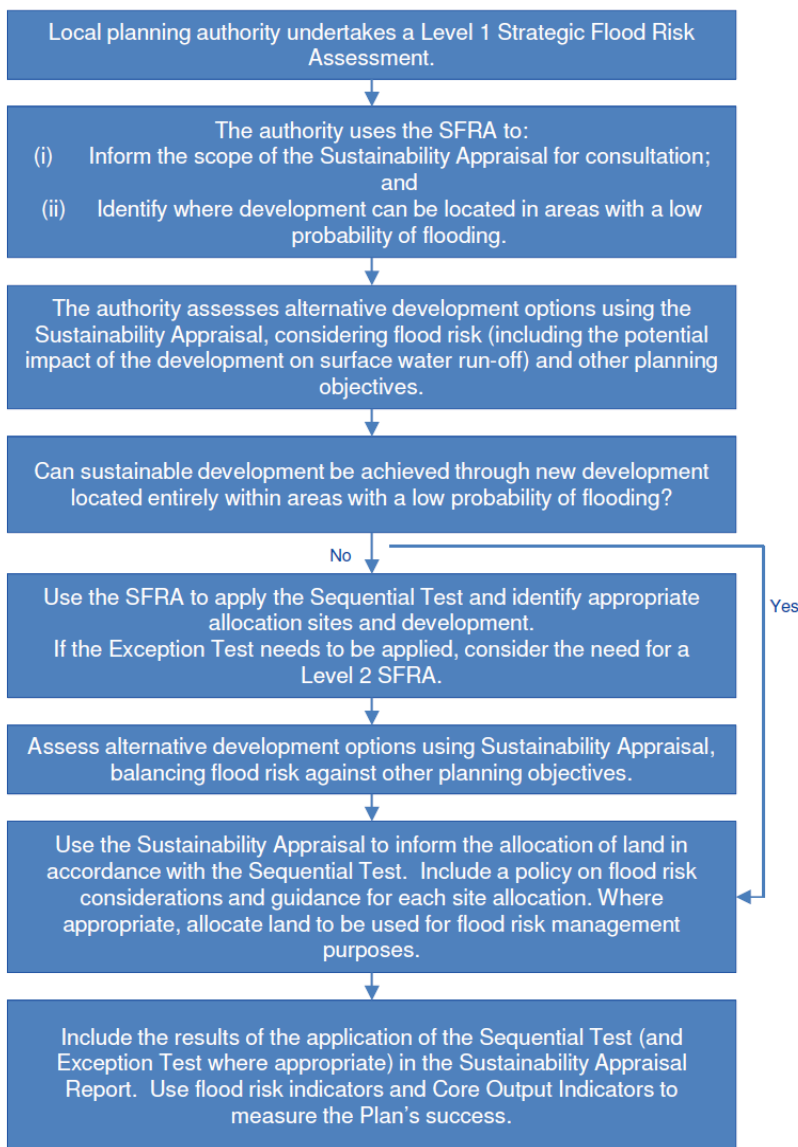 Local planning authority undertakes a Level 1 Strategic Flood Risk
Assessment.
The authority uses the SFRA to:
(i) Inform the scope of the Sustainability Appraisal for consultation;
and
(ii) Identify where development can be located in areas with a low
probability of flooding.
The authority assesses alternative development options using the
Sustainability Appraisal, considering flood risk (including the potential
impact of the development on surface water run-off) and other planning
objectives.
Can sustainable development be achieved through new development
located entirely within areas with a low probability of flooding?
No
Yes
Use the SFRA to apply the Sequential Test and identify appropriate
allocation sites and development.
If the Exception Test needs to be applied, consider the need for a
Level 2 SFRA.
Assess alternative development options using Sustainability Appraisal,
balancing flood risk against other planning objectives.
Use the Sustainability Appraisal to inform the allocation of land in
accordance with the Sequential Test. Include a policy on flood risk
considerations and guidance for each site allocation. Where
appropriate, allocate land to be used for flood risk management
purposes.
Include the results of the application of the Sequential Test (and
Exception Test where appropriate) in the Sustainability Appraisal
Report. Use flood risk indicators and Core Output Indicators to
measure the Plan's success.